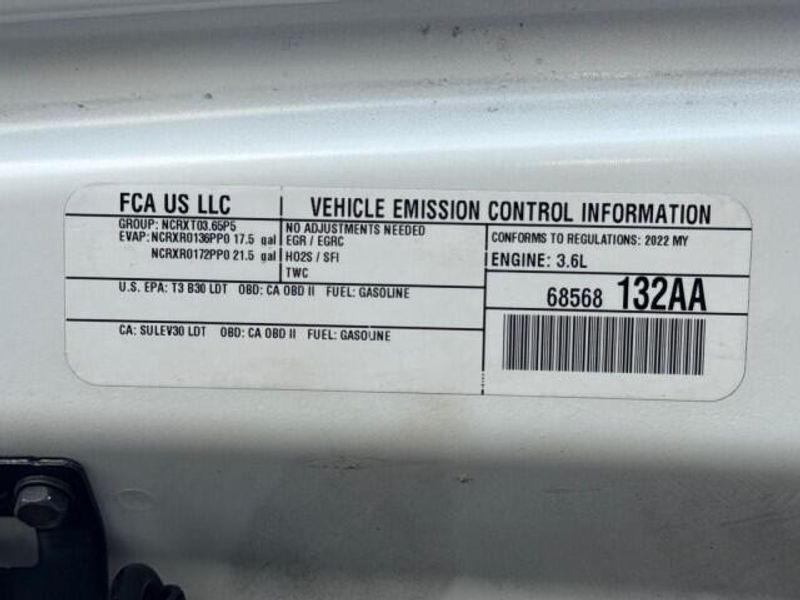 FCA US LLC
VEHICLE EMISSION CONTROL INFORMATION
GROUP: NCRXT03.65P5
EVAP: NCRXR0136PP0 17.5 gal
NCRXR0172PP0 21.5 gal
NO ADJUSTMENTS NEEDED
EGR / EGRC
HO2S / SFI
TWC
CONFORMS TO REGULATIONS: 2022 MY
ENGINE: 3.6L
U.S. EPA: T3 B30 LDT OBD: CA OBD II FUEL: GASOLINE
68568 132AA
CA: SULEV30 LDT OBD: CA OBD II FUEL: GASOLINE